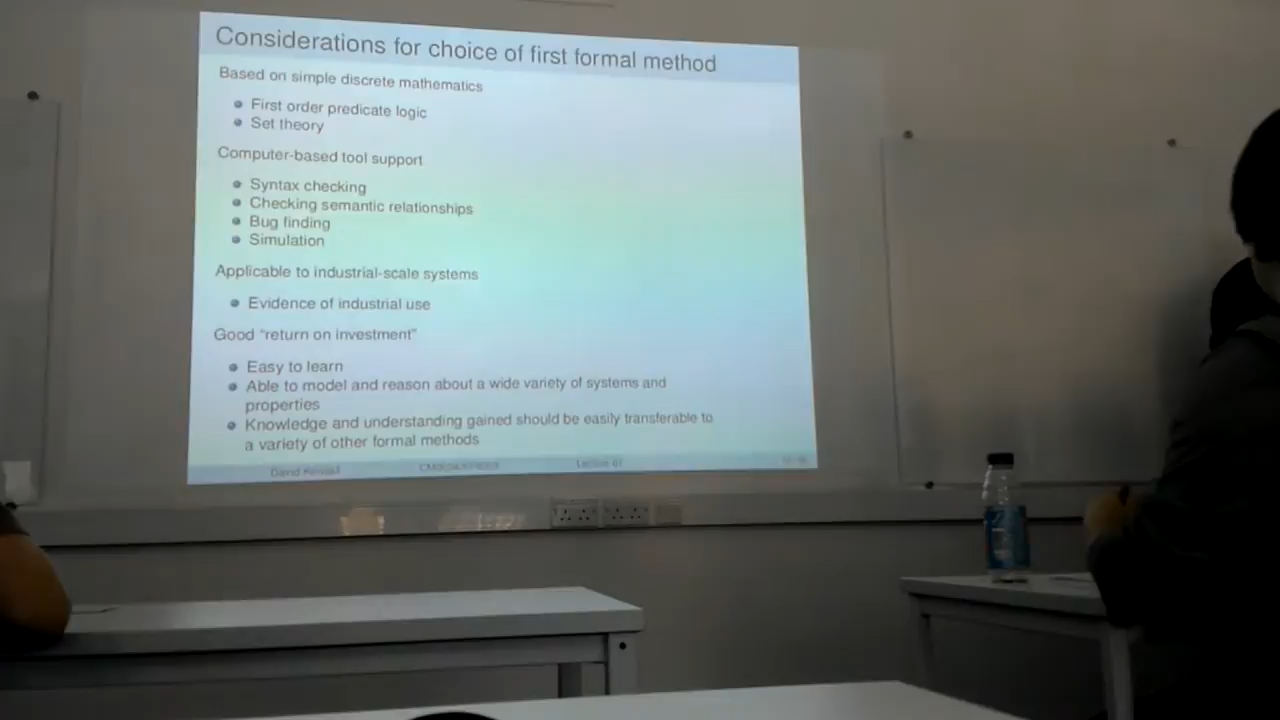 Considerations for choice of first formal method
Based on simple discrete mathematics
First order predicate logic
Set theory
Computer-based tool support
Syntax checking
Checking semantic relationships
Bug finding
Simulation
Applicable to industrial-scale systems
Evidence of industrial use
Good “return on investment”
Easy to learn
Able to model and reason about a wide variety of systems and
properties
Knowledge and understanding gained should be easily transferable to
a variety of other formal methods
David
Lecture 01